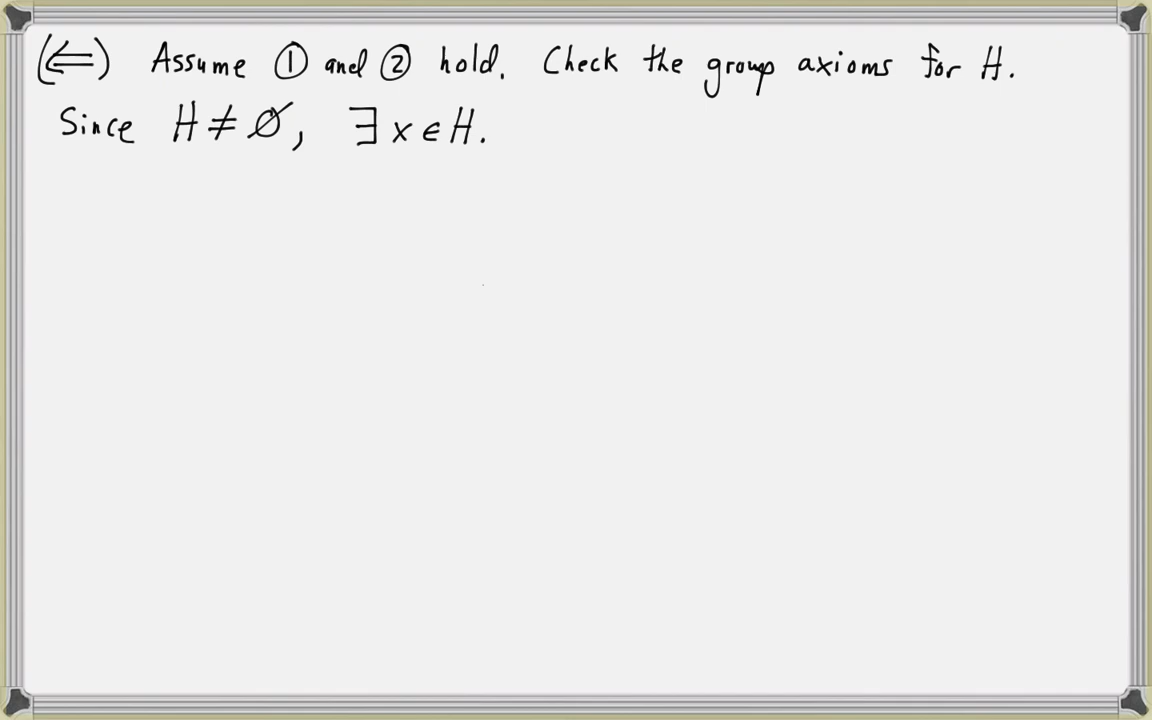 (⇐) Assume ① and ② hold. Check the group axioms for H.
Since H ≠ ∅, ∃ x ∈ H.